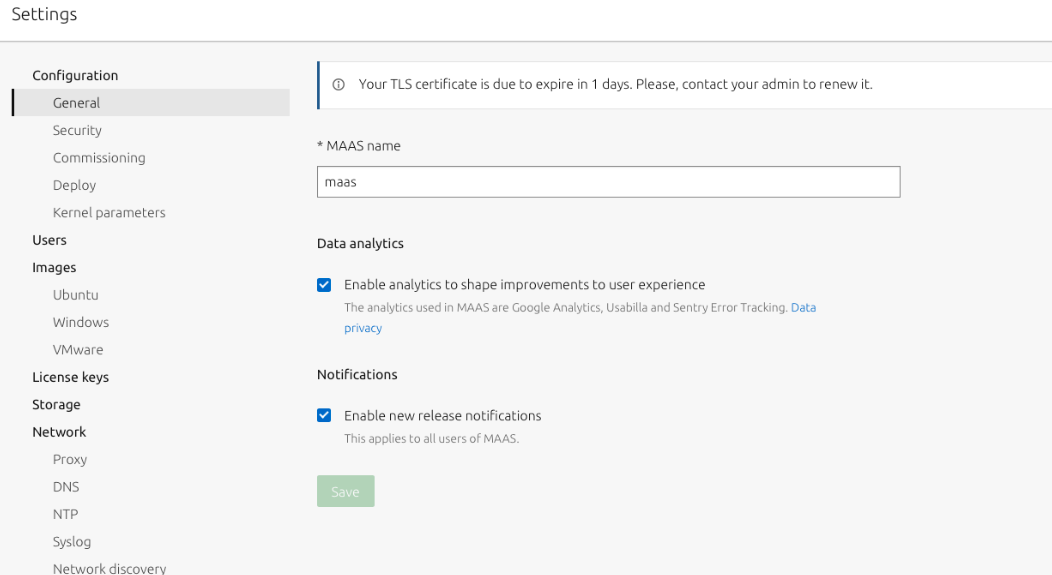 Settings
Configuration
General
Security
Commissioning
Deploy
Kernel parameters
Users
Images
Ubuntu
Windows
VMware
License keys
Storage
Network
Proxy
DNS
NTP
Syslog
Network discovery
Your TLS certificate is due to expire in 1 days. Please, contact your admin to renew it.
* MAAS name
maas
Data analytics
Enable analytics to shape improvements to user experience
The analytics used in MAAS are Google Analytics, Usabilla and Sentry Error Tracking. Data
privacy
Notifications
Enable new release notifications
This applies to all users of MAAS.
Save